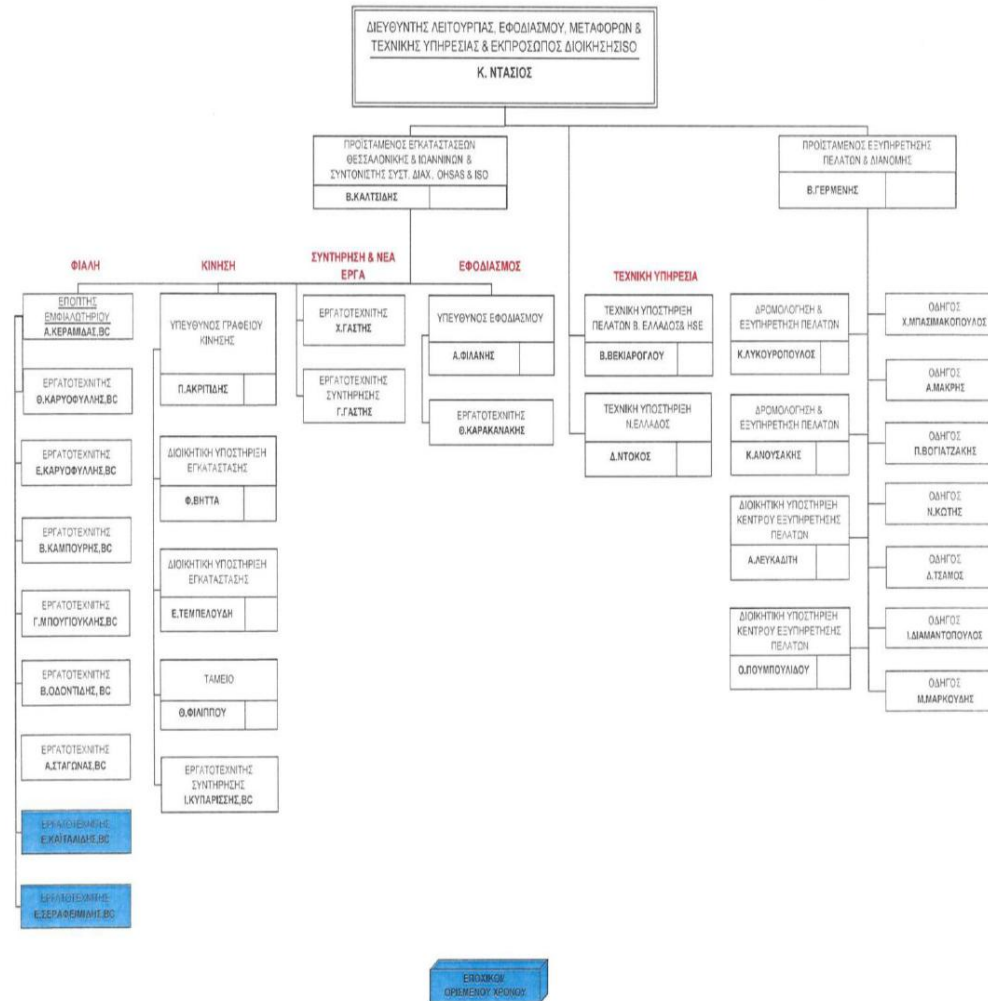 ΔΙΕΥΘΥΝΤΗΣ ΛΕΙΤΟΥΡΓΙΑΣ, ΕΦΟΔΙΑΣΜΟΥ, ΜΕΤΑΦΟΡΩΝ &
ΤΕΧΝΙΚΗΣ ΥΠΗΡΕΣΙΑΣ & ΕΚΠΡΟΣΩΠΟΣ ΔΙΟΙΚΗΣΗΣISO
Κ. ΝΤΑΣΙΟΣ
ΠΡΟΪΣΤΑΜΕΝΟΣ ΕΓΚΑΤΑΣΤΑΣΕΩΝ
ΘΕΣΣΑΛΟΝΙΚΗΣ & ΙΩΑΝΝΙΝΩΝ &
ΣΥΝΤΟΝΙΣΤΗΣ ΣΥΣΤ. ΔΙΑΧ. OHSAS & ISO
Β.ΚΑΛΤΣΙΔΗΣ
ΠΡΟΪΣΤΑΜΕΝΟΣ ΕΞΥΠΗΡΕΤΗΣΗΣ
ΠΕΛΑΤΩΝ & ΔΙΑΝΟΜΗΣ
Β.ΓΕΡΜΕΝΗΣ
ΦΙΑΛΗ
ΕΠΟΠΤΗΣ
ΕΜΦΙΑΛΩΤΗΡΙΟΥ
Α.ΚΕΡΑΜΙΔΑΣ,BC
ΕΡΓΑΤΟΤΕΧΝΙΤΗΣ
Θ.ΚΑΡΥΟΦΥΛΛΗΣ,BC
ΕΡΓΑΤΟΤΕΧΝΙΤΗΣ
Ε.ΚΑΡΥΟΦΥΛΛΗΣ,BC
ΕΡΓΑΤΟΤΕΧΝΙΤΗΣ
Β.ΚΑΜΠΟΥΡΗΣ,BC
ΕΡΓΑΤΟΤΕΧΝΙΤΗΣ
Γ.ΜΠΟΥΓΙΟΥΚΛΗΣ,BC
ΕΡΓΑΤΟΤΕΧΝΙΤΗΣ
Β.ΟΔΟΝΤΙΔΗΣ, BC
ΕΡΓΑΤΟΤΕΧΝΙΤΗΣ
Α.ΣΤΑΓΩΝΑΣ,BC
ΕΡΓΑΤΟΤΕΧΝΙΤΗΣ
Ε.ΚΑΪΤΑΛΙΔΗΣ,BC
ΕΡΓΑΤΟΤΕΧΝΙΤΗΣ
Ε.ΣΕΡΑΦΕΙΜΙΔΗΣ,BC
ΚΙΝΗΣΗ
ΥΠΕΥΘΥΝΟΣ ΓΡΑΦΕΙΟΥ
ΚΙΝΗΣΗΣ
Π.ΑΚΡΙΤΙΔΗΣ
ΔΙΟΙΚΗΤΙΚΗ ΥΠΟΣΤΗΡΙΞΗ
ΕΓΚΑΤΑΣΤΑΣΗΣ
Φ.ΒΗΤΤΑ
ΔΙΟΙΚΗΤΙΚΗ ΥΠΟΣΤΗΡΙΞΗ
ΕΓΚΑΤΑΣΤΑΣΗΣ
Ε.ΤΕΜΠΕΛΟΥΔΗ
ΤΑΜΕΙΟ
Θ.ΦΙΛΙΠΠΟΥ
ΕΡΓΑΤΟΤΕΧΝΙΤΗΣ
ΣΥΝΤΗΡΗΣΗΣ
Ι.ΚΥΠΑΡΙΣΣΗΣ,BC
ΣΥΝΤΗΡΗΣΗ & ΝΕΑ
ΕΡΓΑ
ΕΡΓΑΤΟΤΕΧΝΙΤΗΣ
Χ.ΓΑΣΤΗΣ
ΕΡΓΑΤΟΤΕΧΝΙΤΗΣ
ΣΥΝΤΗΡΗΣΗΣ
Γ.ΓΑΣΤΗΣ
ΕΦΟΔΙΑΣΜΟΣ
ΥΠΕΥΘΥΝΟΣ ΕΦΟΔΙΑΣΜΟΥ
Α.ΦΙΛΑΝΗΣ
ΕΡΓΑΤΟΤΕΧΝΙΤΗΣ
Θ.ΚΑΡΑΚΑΝΑΚΗΣ
ΤΕΧΝΙΚΗ ΥΠΗΡΕΣΙΑ
ΤΕΧΝΙΚΗ ΥΠΟΣΤΗΡΙΞΗ
ΠΕΛΑΤΩΝ Β. ΕΛΛΑΔΟΣ& HSE
Β.ΒΕΚΙΑΡΟΓΛΟΥ
ΤΕΧΝΙΚΗ ΥΠΟΣΤΗΡΙΞΗ
Ν.ΕΛΛΑΔΟΣ
Δ.ΝΤΟΚΟΣ
ΔΡΟΜΟΛΟΓΗΣΗ &
ΕΞΥΠΗΡΕΤΗΣΗ ΠΕΛΑΤΩΝ
Κ.ΛΥΚΟΥΡΟΠΟΥΛΟΣ
ΔΡΟΜΟΛΟΓΗΣΗ &
ΕΞΥΠΗΡΕΤΗΣΗ ΠΕΛΑΤΩΝ
Κ.ΑΝΟΥΣΑΚΗΣ
ΔΙΟΙΚΗΤΙΚΗ ΥΠΟΣΤΗΡΙΞΗ
ΚΕΝΤΡΟΥ ΕΞΥΠΗΡΕΤΗΣΗΣ
ΠΕΛΑΤΩΝ
Α.ΛΕΥΚΑΔΙΤΗ
ΔΙΟΙΚΗΤΙΚΗ ΥΠΟΣΤΗΡΙΞΗ
ΚΕΝΤΡΟΥ ΕΞΥΠΗΡΕΤΗΣΗΣ
ΠΕΛΑΤΩΝ
Ο.ΠΟΥΜΠΟΥΛΙΔΟΥ
ΟΔΗΓΟΣ
Χ.ΜΠΑΣΙΜΑΚΟΠΟΥΛΟΣ
ΟΔΗΓΟΣ
Α.ΜΑΚΡΗΣ
ΟΔΗΓΟΣ
Π.ΒΟΓΙΑΤΖΑΚΗΣ
ΟΔΗΓΟΣ
Ν.ΚΩΤΗΣ
ΟΔΗΓΟΣ
Δ.ΤΣΑΜΟΣ
ΟΔΗΓΟΣ
Ι.ΔΙΑΜΑΝΤΟΠΟΥΛΟΣ
ΟΔΗΓΟΣ
Μ.ΜΑΡΚΟΥΔΗΣ
ΕΠΟΧΙΚΟΙ/
ΟΡΙΣΜΕΝΟΥ ΧΡΟΝΟΥ